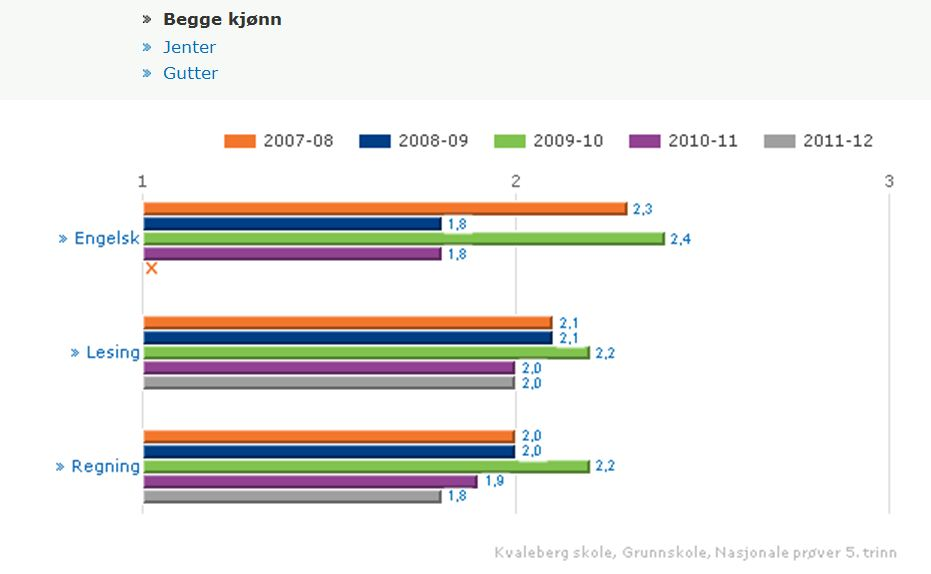 » Begge kjønn
» Jenter
» Gutter
2007-08 2008-09 2009-10 2010-11 2011-12
1 2 3
2,3
1,8
» Engelsk 2,4
1,8
2,1
2,1
» Lesing 2,2
2,0
2,0
2,0
2,0
» Regning 2,2
1,9
1,8
Kvaleberg skole, Grunnskole, Nasjonale prøver 5. trinn